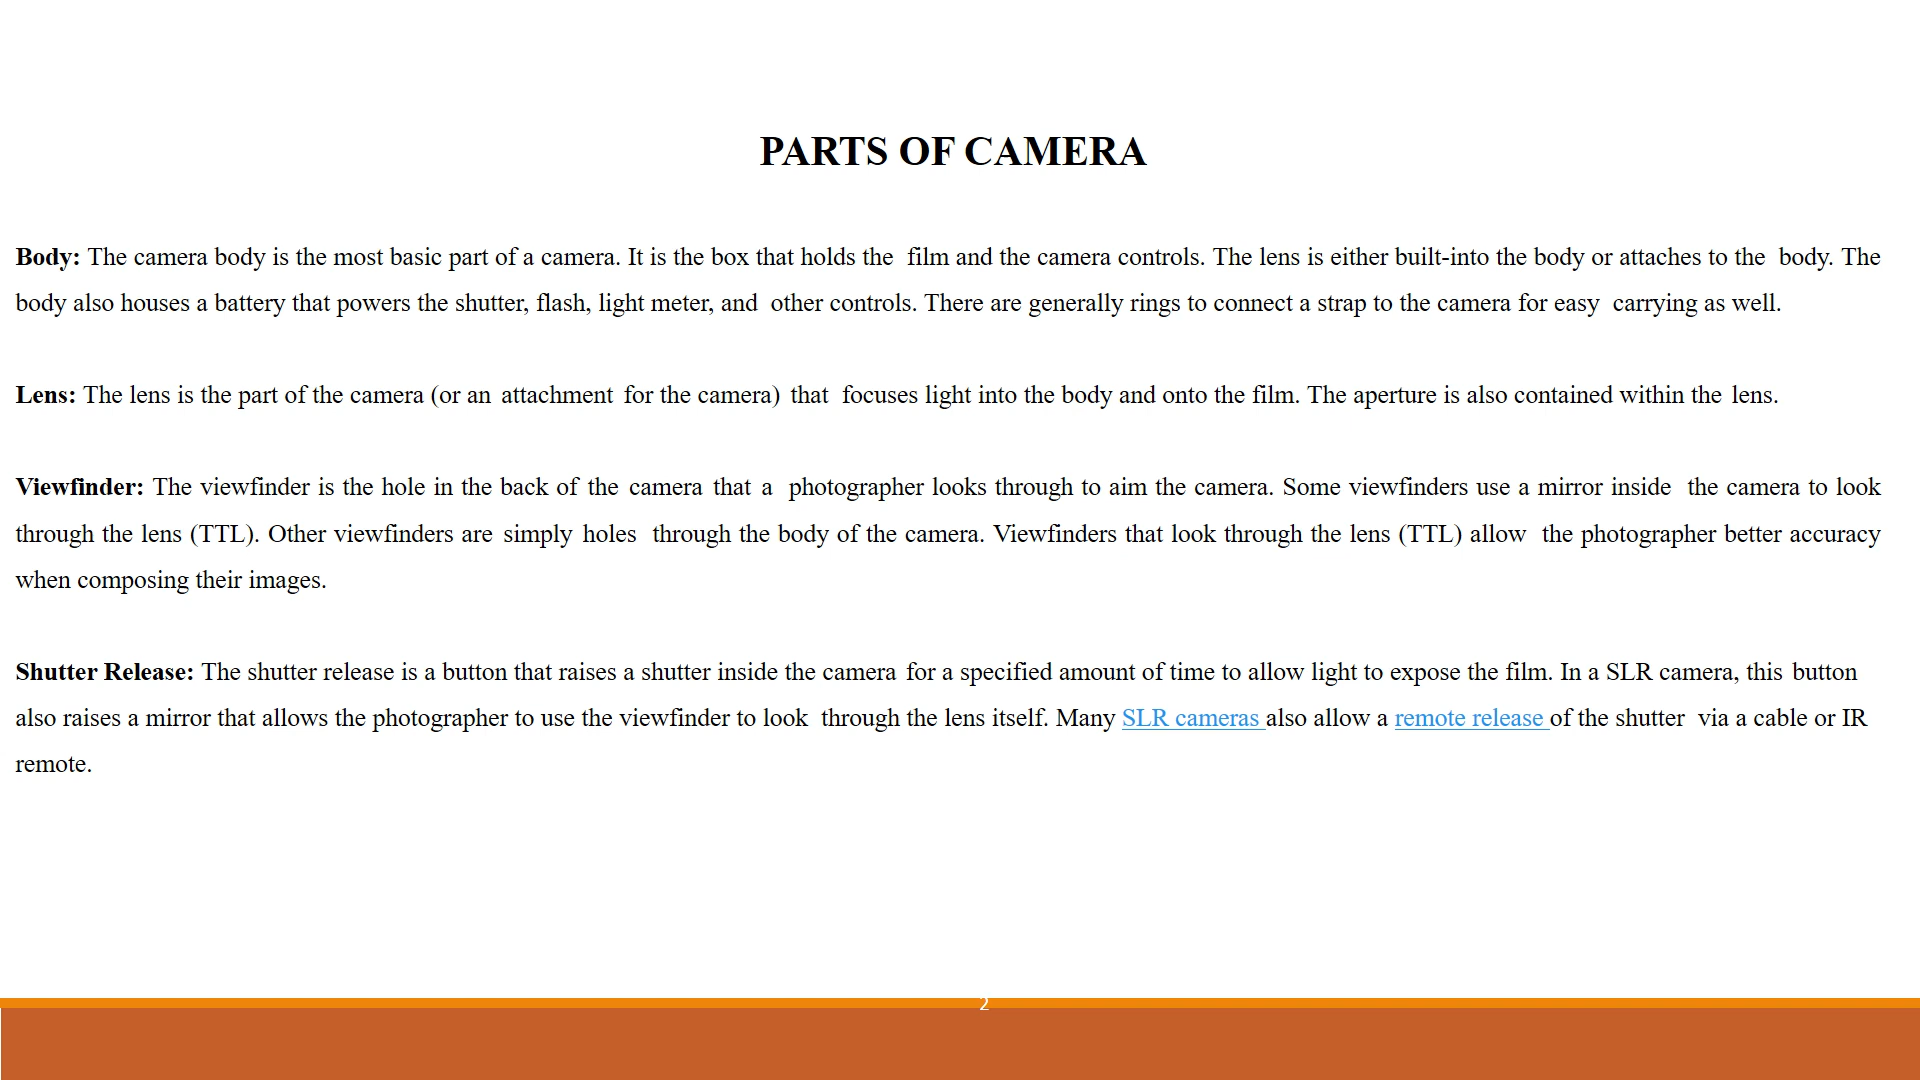 PARTS OF CAMERA
Body: The camera body is the most basic part of a camera. It is the box that holds the film and the camera controls. The lens is either built-into the body or attaches to the body. The
body also houses a battery that powers the shutter, flash, light meter, and other controls. There are generally rings to connect a strap to the camera for easy carrying as well.
Lens: The lens is the part of the camera (or an attachment for the camera) that focuses light into the body and onto the film. The aperture is also contained within the lens.
Viewfinder: The viewfinder is the hole in the back of the camera that a photographer looks through to aim the camera. Some viewfinders use a mirror inside the camera to look
through the lens (TTL). Other viewfinders are simply holes through the body of the camera. Viewfinders that look through the lens (TTL) allow the photographer better accuracy
when composing their images.
Shutter Release: The shutter release is a button that raises a shutter inside the camera for a specified amount of time to allow light to expose the film. In a SLR camera, this button
also raises a mirror that allows the photographer to use the viewfinder to look through the lens itself. Many SLR cameras also allow a remote release of the shutter via a cable or IR
remote.
2